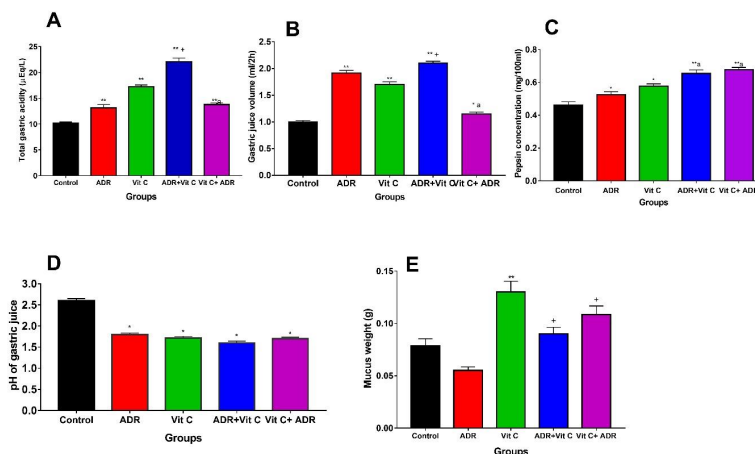 A
Total gastric acidity (µEq/L)
25
20
15
10
5
0
**
**
** +
**a
Control ADR Vit C ADR+Vit C Vit C+ ADR
Groups
B
Gastric juice volume (ml/2h)
2.5
2.0
1.5
1.0
0.5
0.0
**
**
** +
* a
Control ADR Vit C ADR+Vit C Vit C+ ADR
Groups
C
Pepsin concentration (mg/100ml)
0.8
0.6
0.4
0.2
0.0
*
*
**a
**a
Control ADR Vit C ADR+Vit C Vit C+ ADR
Groups
D
pH of gastric juice
3.0
2.5
2.0
1.5
1.0
0.5
0.0
*
*
*
*
Control ADR Vit C ADR+Vit C Vit C+ ADR
Groups
E
Mucus weight (g)
0.15
0.10
0.05
0.00
**
+
+
Control ADR Vit C ADR+Vit C Vit C+ ADR
Groups